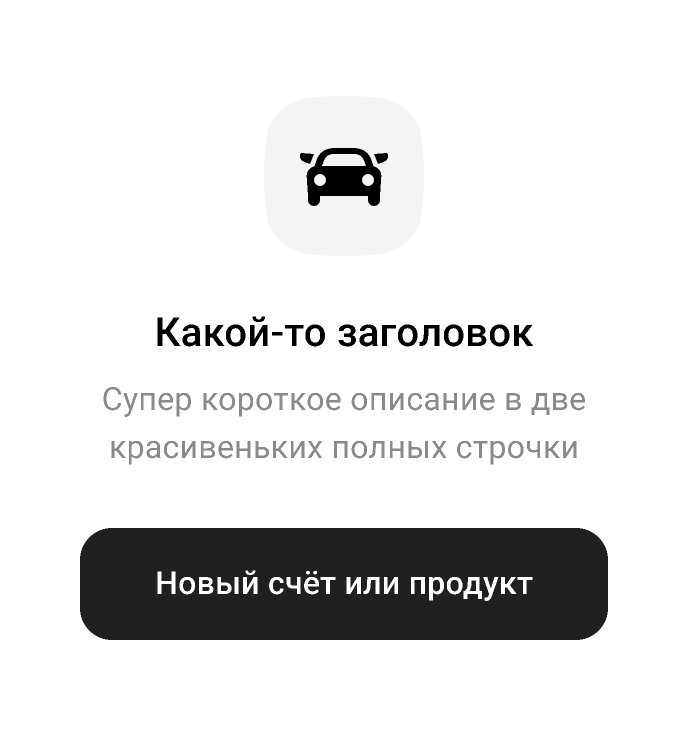 Какой-то заголовок
Супер короткое описание в две
красивеньких полных строчки
Новый счёт или продукт